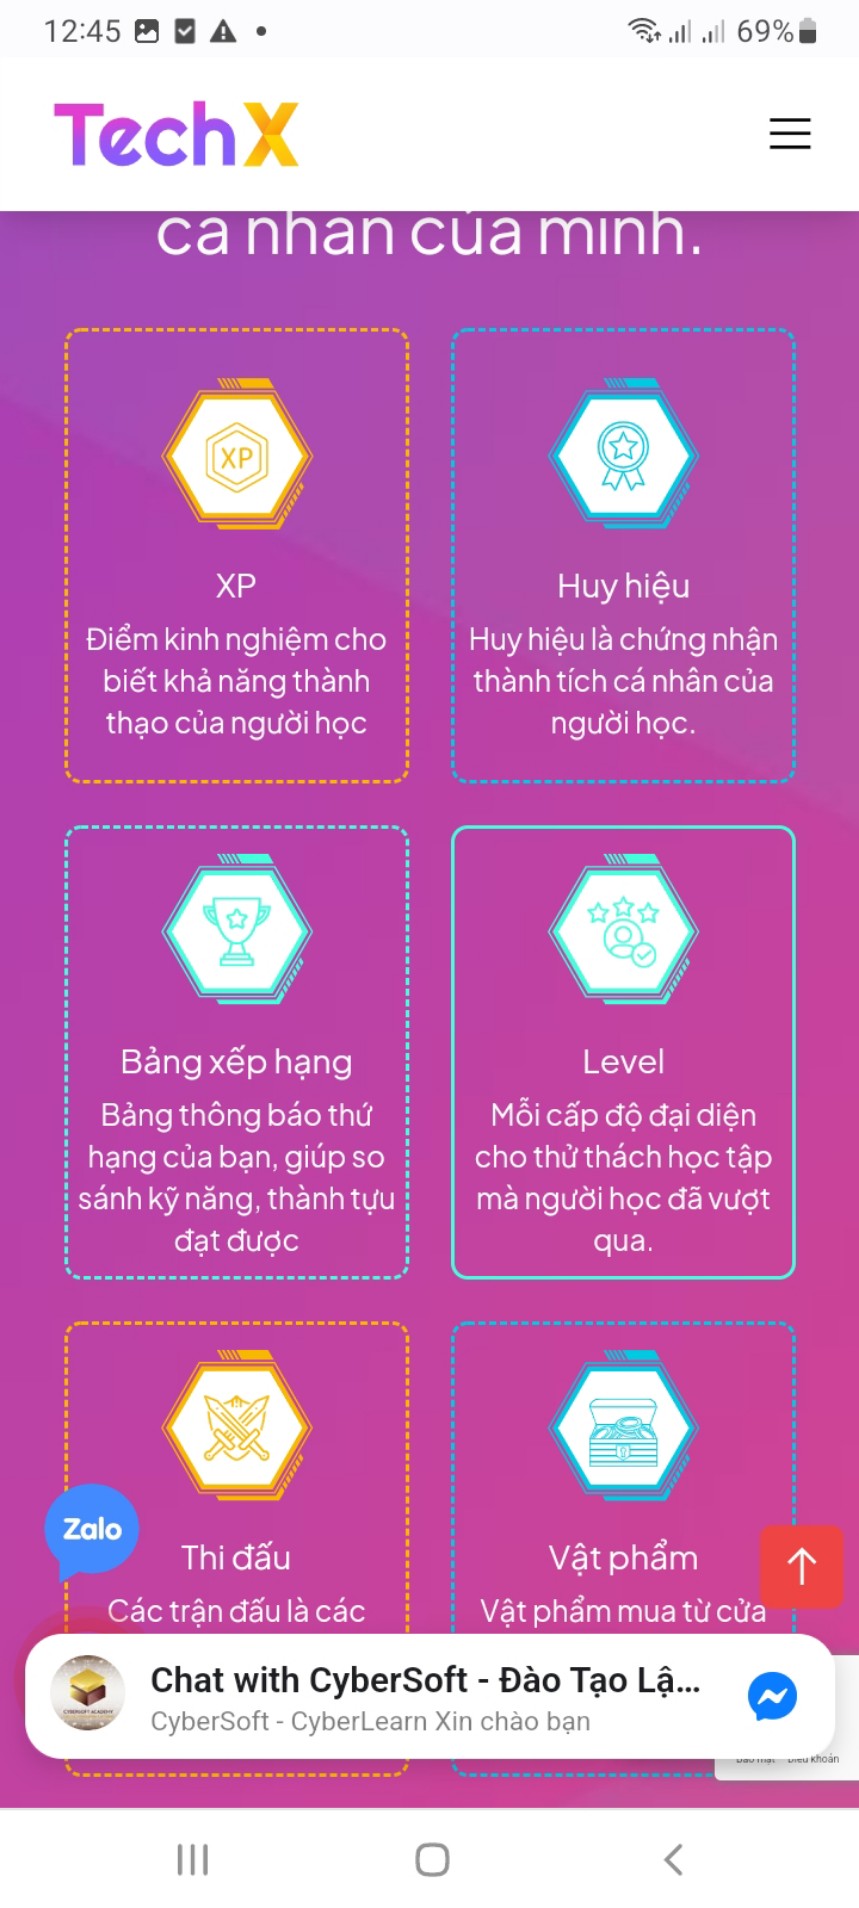 12:45
69%
TechX
cá nhân của mình.
XP
XP
Điểm kinh nghiệm cho
biết khả năng thành
thạo của người học
Huy hiệu
Huy hiệu là chứng nhận
thành tích cá nhân của
người học.
Bảng xếp hạng
Bảng thông báo thứ
hạng của bạn, giúp so
sánh kỹ năng, thành tựu
đạt được
Level
Mỗi cấp độ đại diện
cho thử thách học tập
mà người học đã vượt
qua.
Thi đấu
Các trận đấu là các
Vật phẩm
Vật phẩm mua từ cửa
Zalo
Chat with CyberSoft - Đào Tạo Lậ...
CyberSoft - CyberLearn Xin chào bạn
CYBERSOFT ACADEMY
Bảo mật Điều khoản